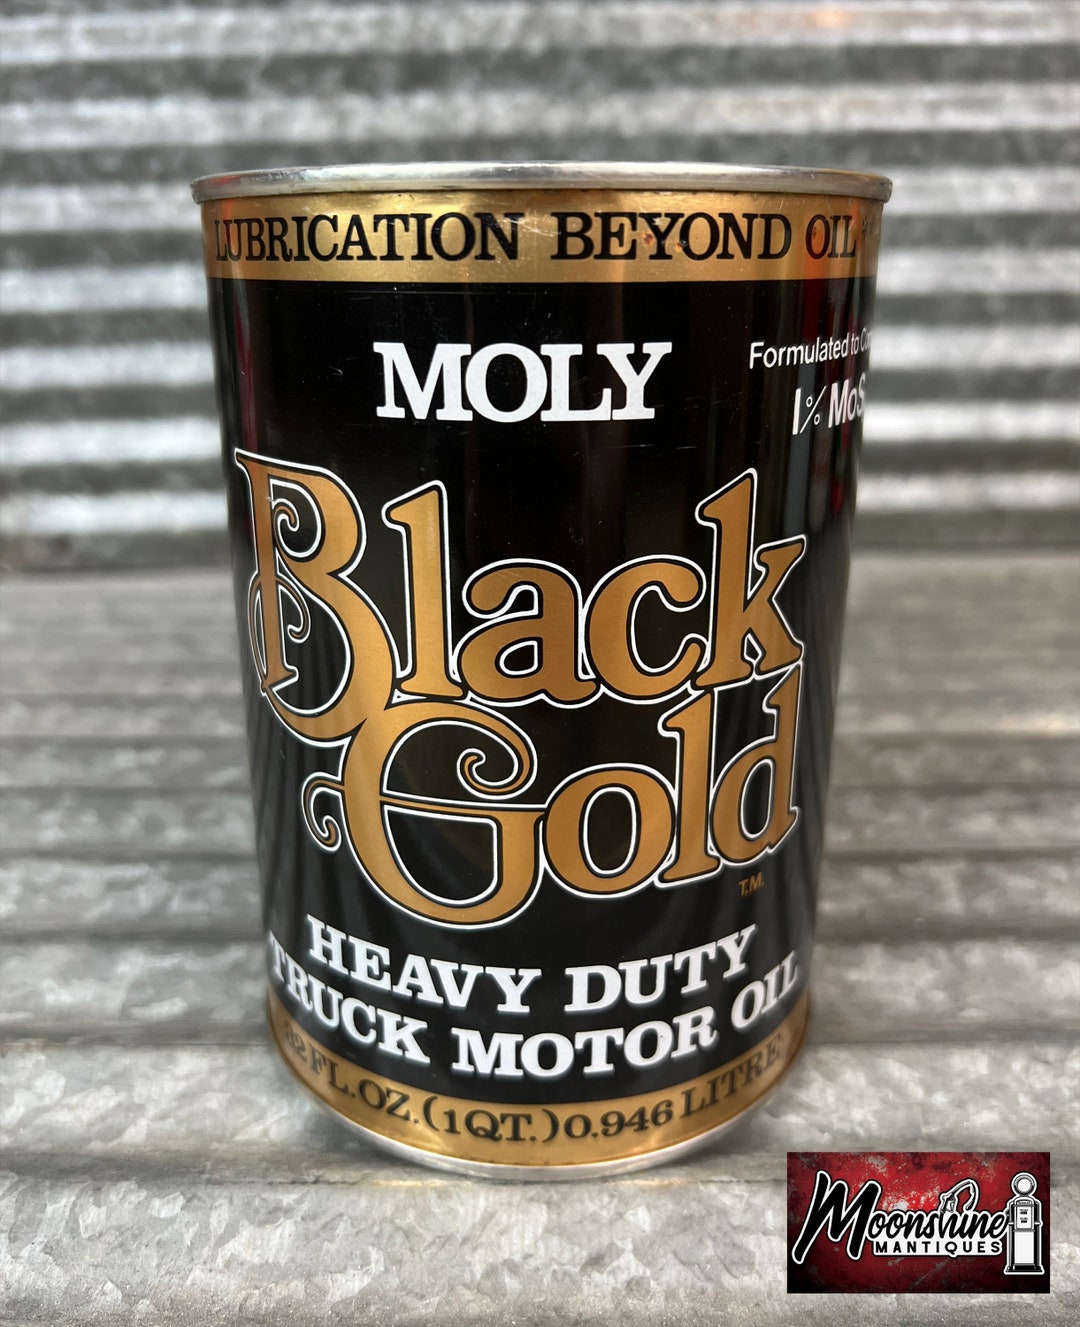 LUBRICATION BEYOND OIL
MOLY
Formulated to
1% MoS
Black
Gold
T.M.
HEAVY DUTY
TRUCK MOTOR OIL
32 FL.OZ.(1QT.)0.946 LITRE
Moonshine
MANTIQUES